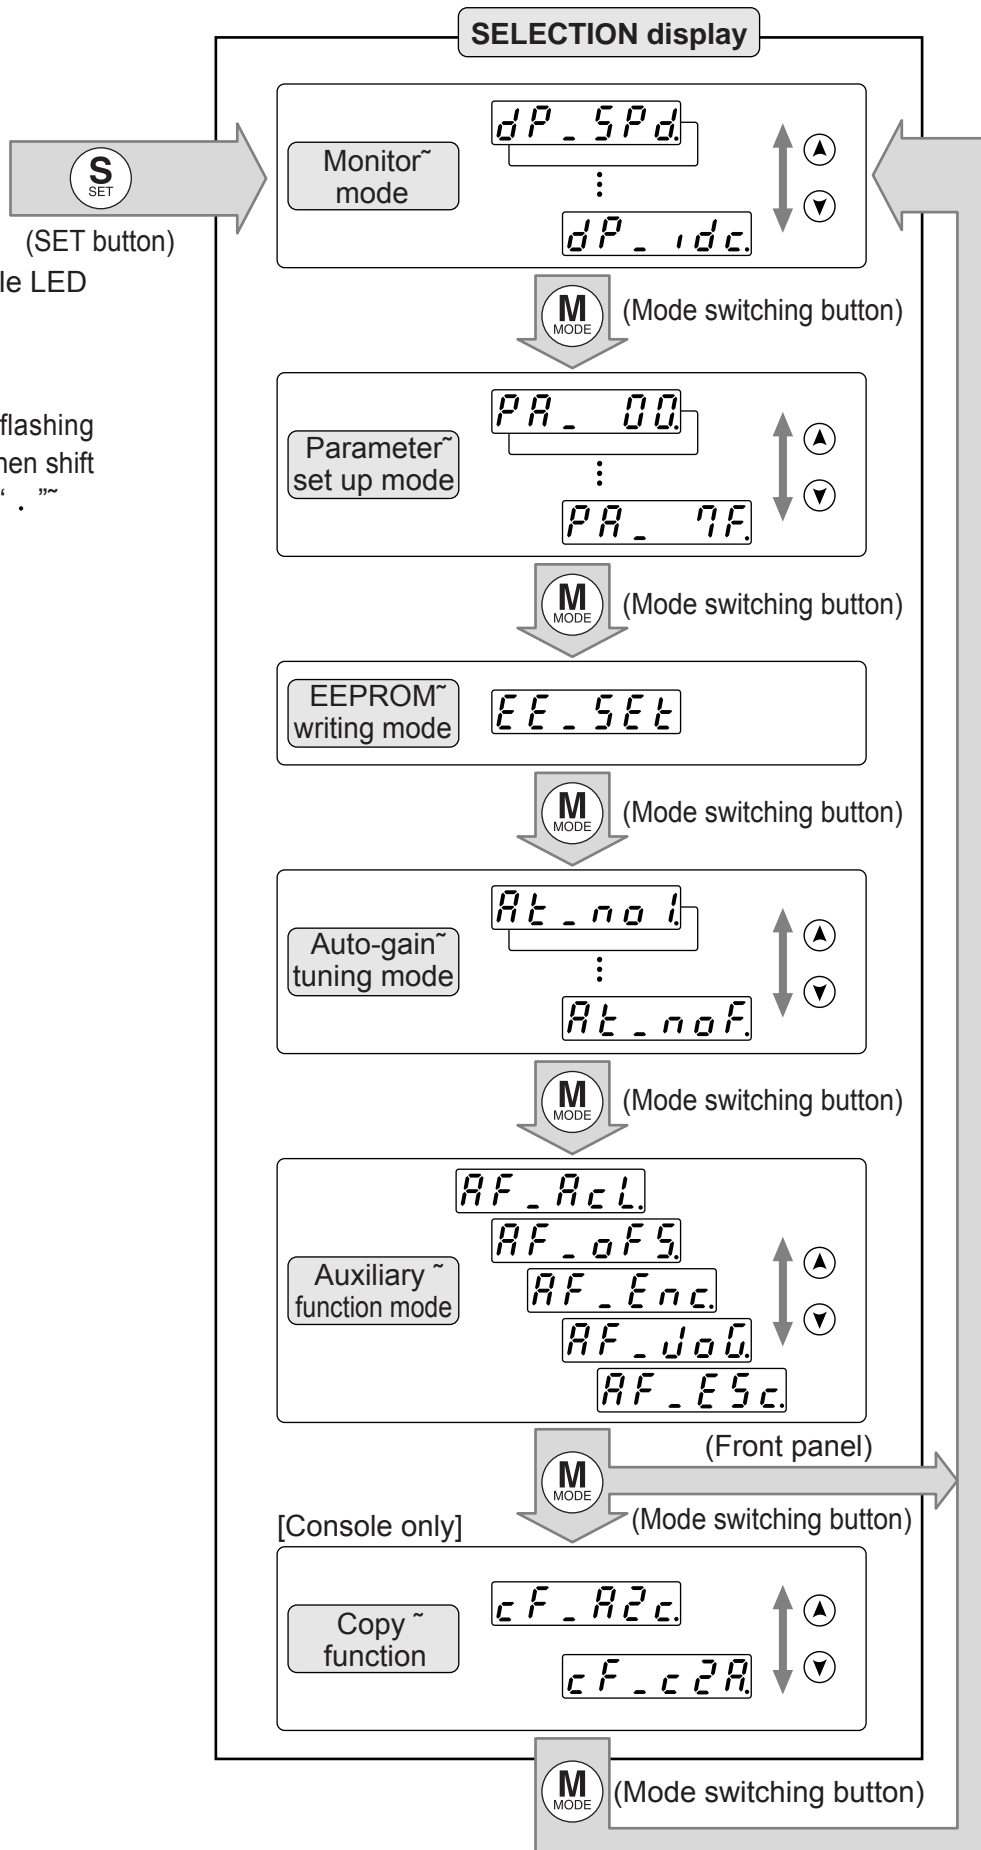 SELECTION display
dP_SPd.
Monitor˜
mode
dP_idc.
S
SET
(SET button)
le LED
M
MODE
(Mode switching button)
flashing
nen shift
“ . ”˜
PA_ 00.
Parameter˜
set up mode
PA_ 7F.
M
MODE
(Mode switching button)
EEPROM˜
writing mode
EE_SEt
M
MODE
(Mode switching button)
At_no1.
Auto-gain˜
tuning mode
At_noF.
M
MODE
(Mode switching button)
AF_AcL.
AF_oFS.
Auxiliary ˜
function mode
AF_Enc.
AF_JoG.
AF_ESc.
(Front panel)
M
MODE
(Mode switching button)
[Console only]
cF_A2c.
Copy ˜
function
cF_c2A.
M
MODE
(Mode switching button)